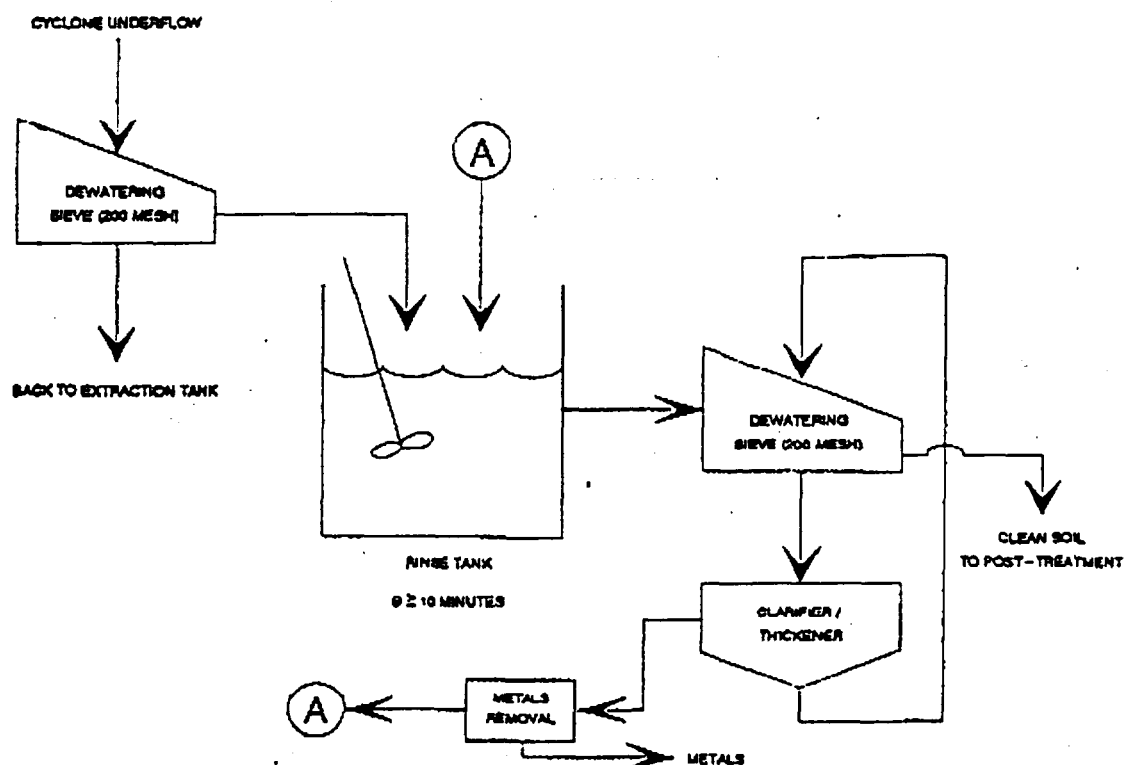 CYCLONE UNDERFLOW
A
DEWATERING
SIEVE (200 MESH)
BACK TO EXTRACTION TANK
DEWATERING
SIEVE (200 MESH)
RINSE TANK
θ ≥ 10 MINUTES
CLEAN SOIL
TO POST-TREATMENT
CLARIFIER /
THICKENER
A
METALS
REMOVAL
METALS